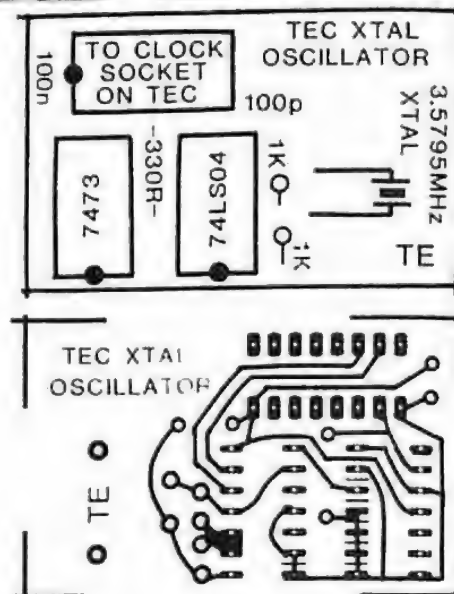 TEC XTAL
OSCILLATOR
TO CLOCK
SOCKET
ON TEC
100n
100p
7473
-330R-
74LS04
1K
1K
3.5795MHz
XTAL
TE
TEC XTAL
OSCILLATOR
TE